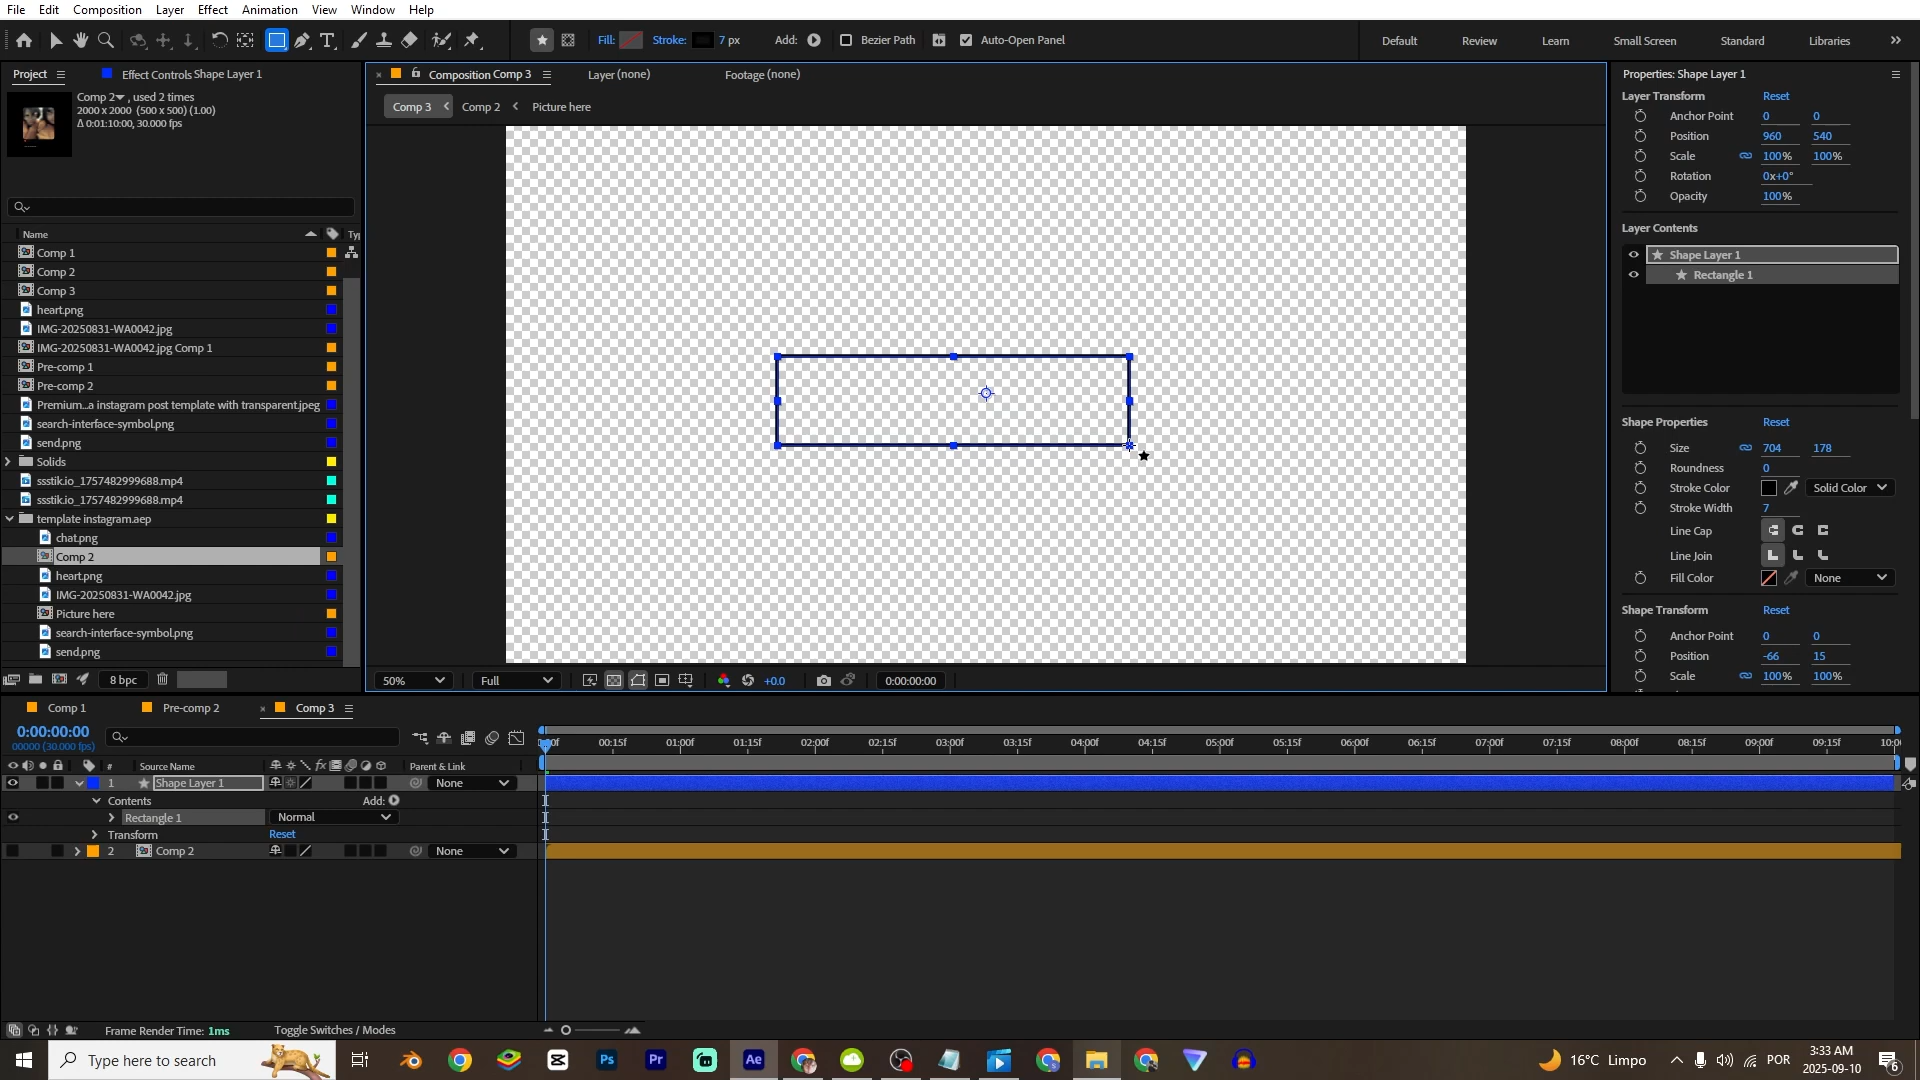 File Edit Composition Layer Effect Animation View Window Help
Fill: Stroke: 7 px Add: Bezier Path Auto-Open Panel
Default Review Learn Small Screen Standard Libraries
Project Effect Controls Shape Layer 1
Comp 2 , used 2 times
2000 x 2000 (500 x 500) (1.00)
Δ 0:01:10:00, 30.000 fps
Name
Comp 1
Comp 2
Comp 3
heart.png
IMG-20250831-WA0042.jpg
IMG-20250831-WA0042.jpg Comp 1
Pre-comp 1
Pre-comp 2
Premium...a instagram post template with transparent.jpeg
search-interface-symbol.png
send.png
Solids
ssstik.io_1757482999688.mp4
ssstik.io_1757482999688.mp4
template instagram.aep
chat.png
Comp 2
heart.png
IMG-20250831-WA0042.jpg
Picture here
search-interface-symbol.png
send.png
8 bpc
Composition Comp 3 Layer (none) Footage (none)
Comp 3 Comp 2 Picture here
50% Full +0.0 0:00:00:00
Properties: Shape Layer 1
Layer Transform Reset
Anchor Point 0 0
Position 960 540
Scale 100% 100%
Rotation 0x+0°
Opacity 100%
Layer Contents
Shape Layer 1
Rectangle 1
Shape Properties Reset
Size 704 178
Roundness 0
Stroke Color Solid Color
Stroke Width 7
Line Cap
Line Join
Fill Color None
Shape Transform Reset
Anchor Point 0 0
Position -66 15
Scale 100% 100%
Comp 1 Pre-comp 2 Comp 3
0:00:00:00
00000 (30.000 fps)
00:15f 01:00f 01:15f 02:00f 02:15f 03:00f 03:15f 04:00f 04:15f 05:00f 05:15f 06:00f 06:15f 07:00f 07:15f 08:00f 08:15f 09:00f 09:15f
# Source Name fx Parent & Link
1 Shape Layer 1 None
Contents Add:
Rectangle 1 Normal
Transform Reset
2 Comp 2 None
Frame Render Time: 1ms Toggle Switches / Modes
Type here to search
Ps Pr Ae
16°C Limpo POR
3:33 AM
2025-09-10
6